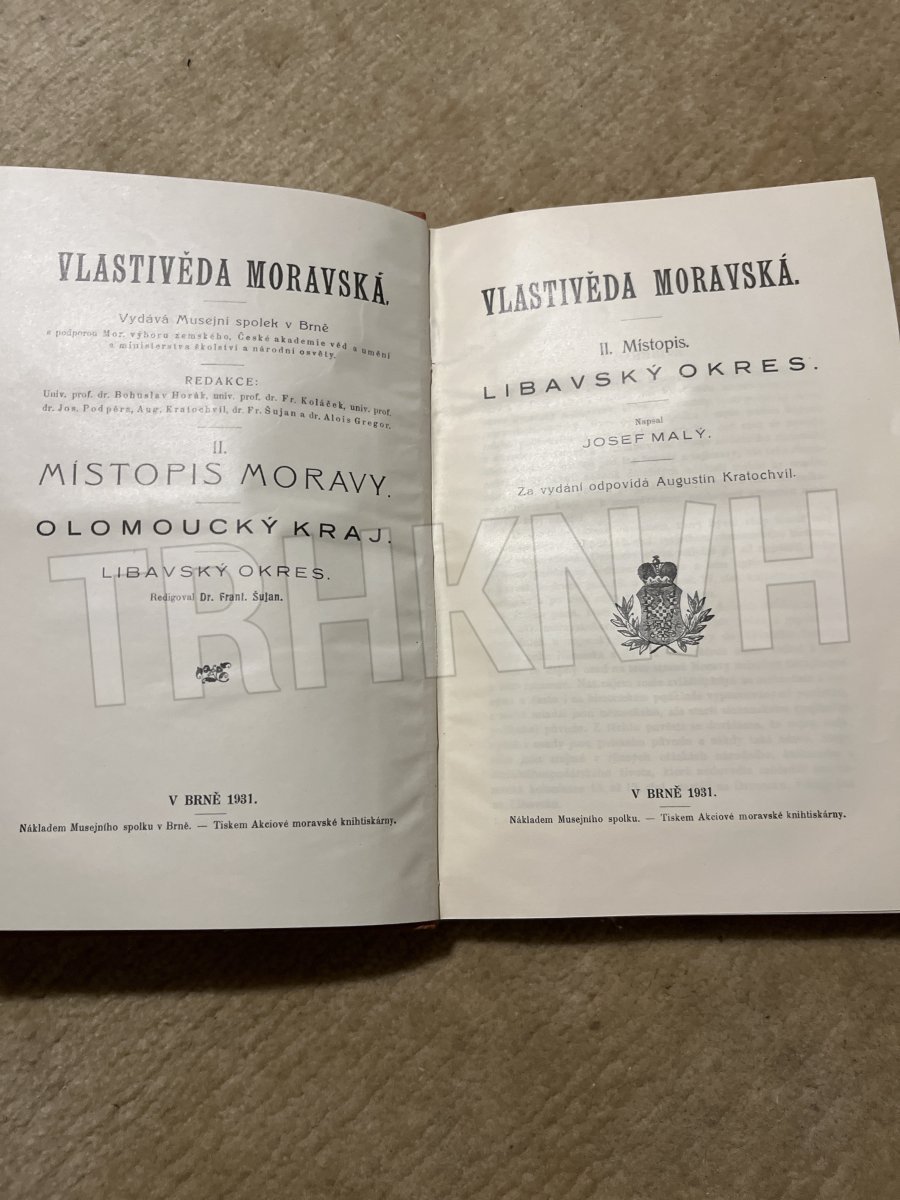 VLASTIVĚDA MORAVSKÁ.
Vydává Musejní spolek v Brně
s podporou Mor. výboru zemského, České akademie věd a umění
a ministerstva školství a národní osvěty.
REDAKCE:
Univ. prof. dr. Bohuslav Horák, univ. prof. dr. Fr. Koláček, univ. prof.
dr. Jos. Podpěra, Aug. Kratochvíl, dr. Fr. Šujan a dr. Alois Gregor.
II.
MÍSTOPIS MORAVY.
OLOMOUCKÝ KRAJ.
LIBAVSKÝ OKRES.
Redigoval Dr. Frant. Šujan.
V BRNĚ 1931.
Nákladem Musejního spolku v Brně. — Tiskem Akciové moravské knihtiskárny.
VLASTIVĚDA MORAVSKÁ.
II. Místopis.
LIBAVSKÝ OKRES.
Napsal
JOSEF MALÝ.
Za vydání odpovídá Augustin Kratochvíl.
V BRNĚ 1931.
Nákladem Musejního spolku. — Tiskem Akciové moravské knihtiskárny.
TRHKNIH